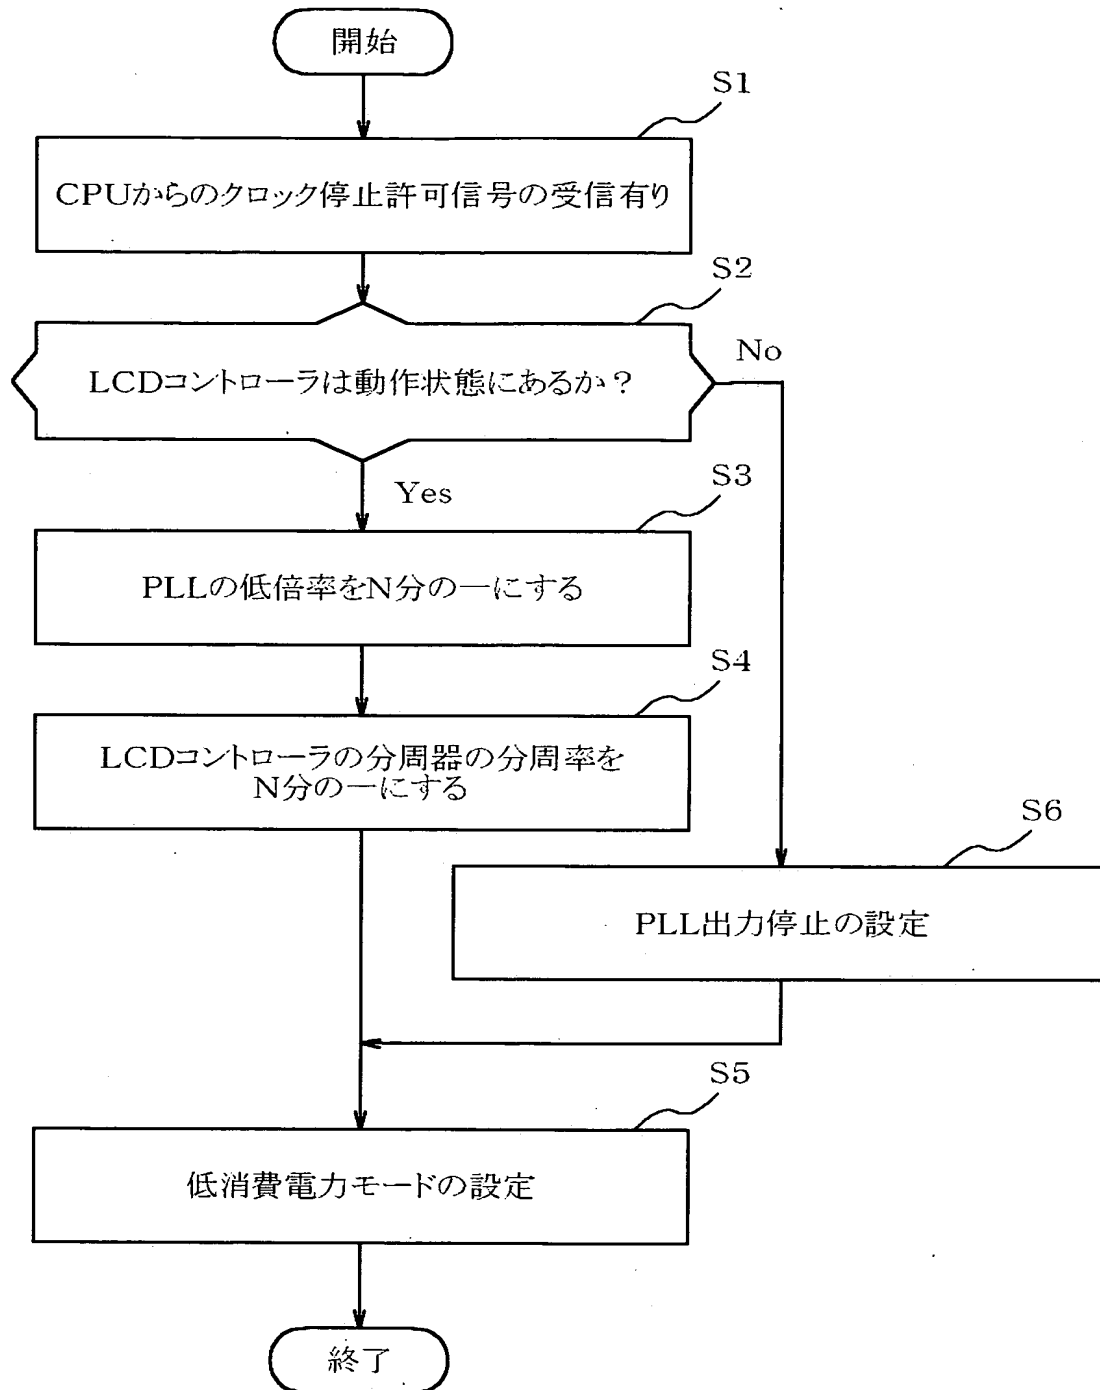 開始
S1
CPUからのクロック停止許可信号の受信有り
S2
LCDコントローラは動作状態にあるか？
No
Yes
S3
PLLの低倍率をN分の一にする
S4
LCDコントローラの分周器の分周率を
N分の一にする
S6
PLL出力停止の設定
S5
低消費電力モードの設定
終了